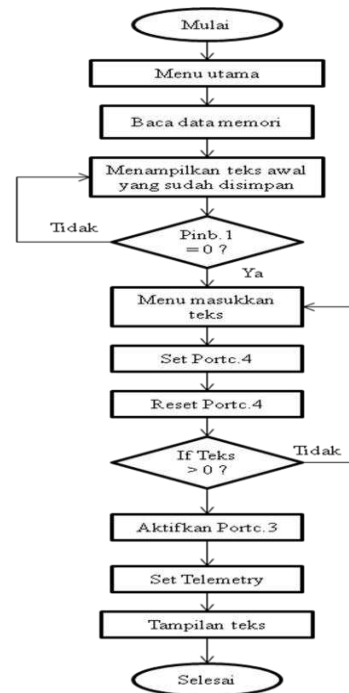 Mulai
Menu utama
Baca data memori
Menampilkan teks awal
yang sudah disimpan
Tidak
Pinb.1
= 0 ?
Ya
Menu masukkan
teks
Set Portc.4
Reset Portc.4
If Teks
> 0 ?
Tidak
Aktifkan Portc.3
Set Telemetry
Tampilan teks
Selesai